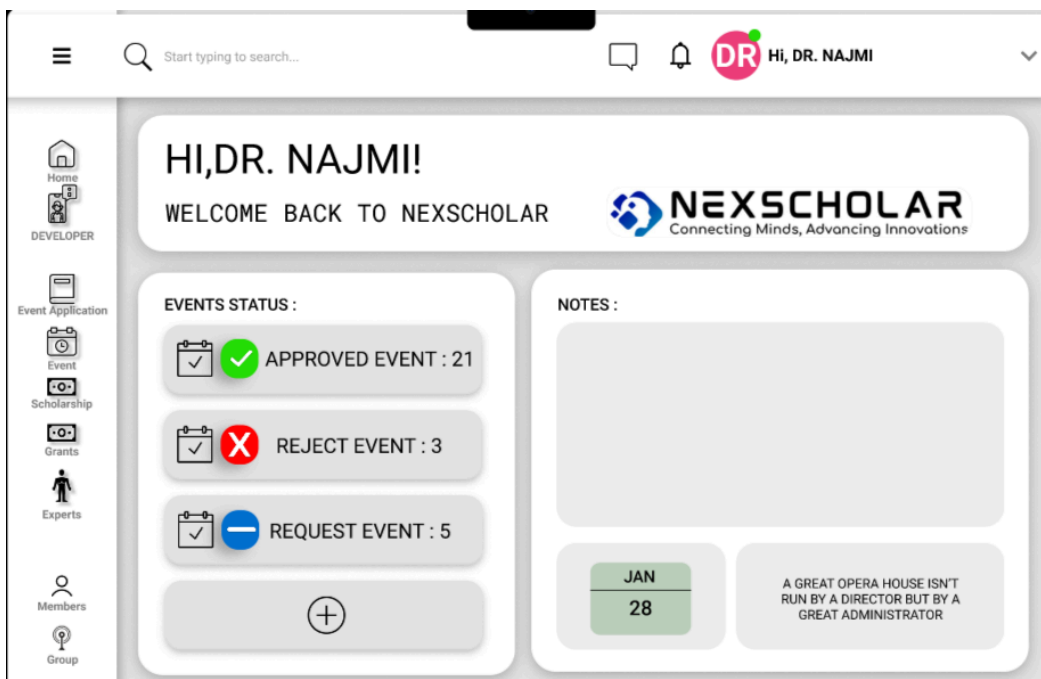 Start typing to search...
DR
Hi, DR. NAJMI
Home
DEVELOPER
Event Application
Event
Scholarship
Grants
Experts
Members
Group
HI,DR. NAJMI!
WELCOME BACK TO NEXSCHOLAR
NEXSCHOLAR
Connecting Minds, Advancing Innovations
EVENTS STATUS :
APPROVED EVENT : 21
REJECT EVENT : 3
REQUEST EVENT : 5
NOTES :
JAN
28
A GREAT OPERA HOUSE ISN'T
RUN BY A DIRECTOR BUT BY A
GREAT ADMINISTRATOR